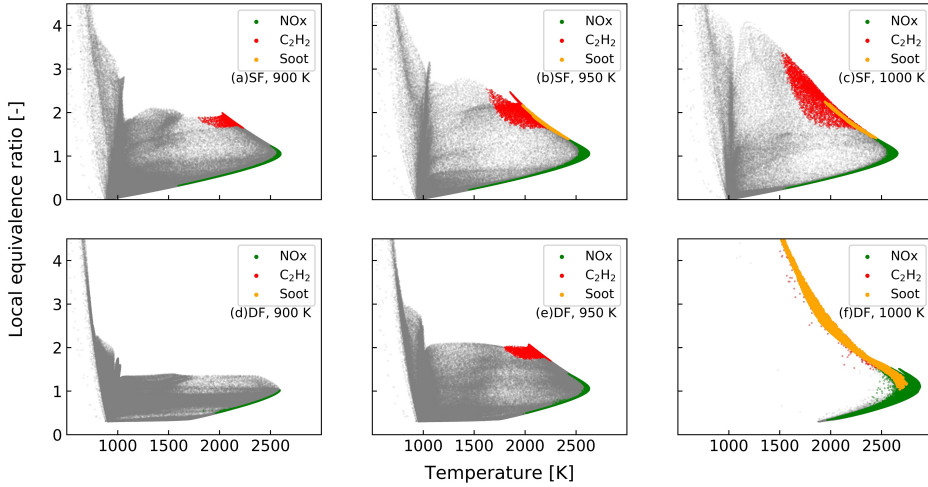 NOx
C₂H₂
Soot
(a)SF, 900 K
NOx
C₂H₂
Soot
(b)SF, 950 K
NOx
C₂H₂
Soot
(c)SF, 1000 K
4
3
2
1
0
Local equivalence ratio [-]
NOx
C₂H₂
Soot
(d)DF, 900 K
NOx
C₂H₂
Soot
(e)DF, 950 K
NOx
C₂H₂
Soot
(f)DF, 1000 K
4
3
2
1
0
1000 1500 2000 2500
1000 1500 2000 2500
1000 1500 2000 2500
Temperature [K]